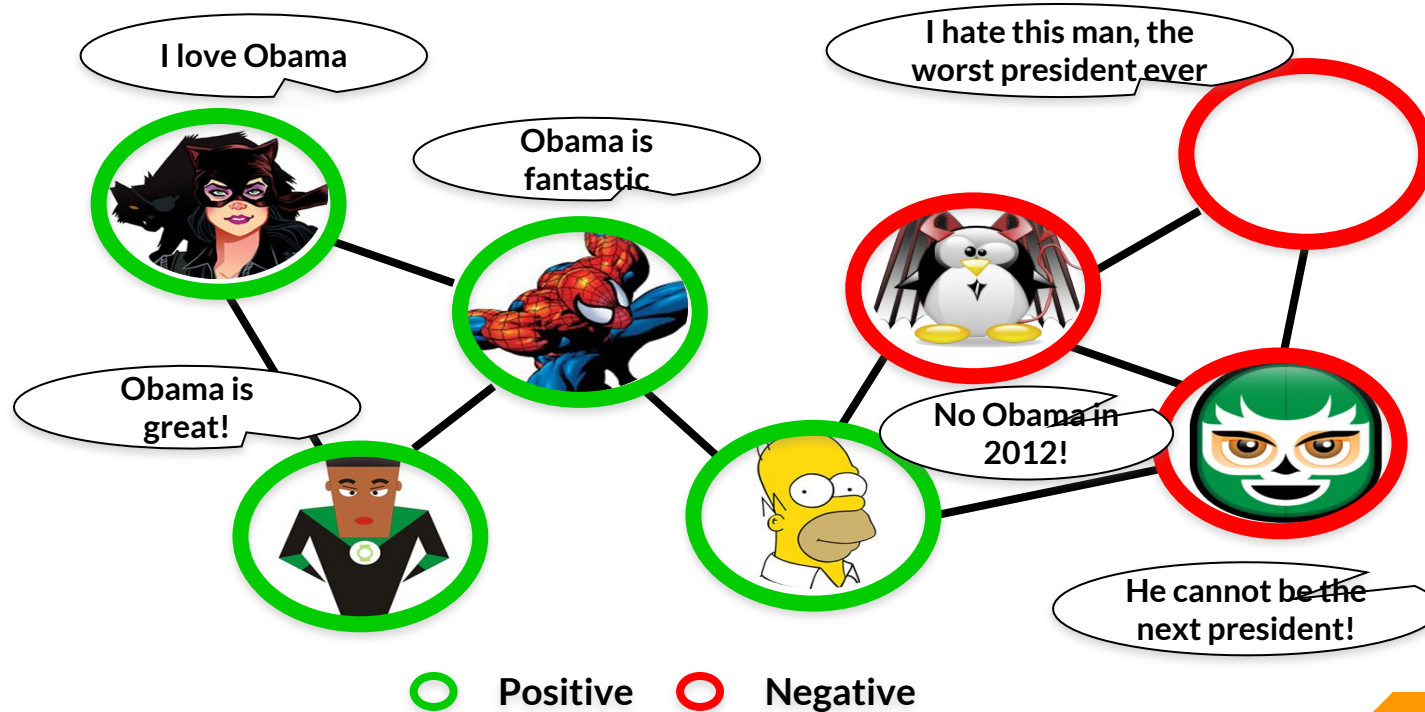 I love Obama
I hate this man, the
worst president ever
Obama is
fantastic
Obama is
great!
No Obama in
2012!
He cannot be the
next president!
Positive
Negative